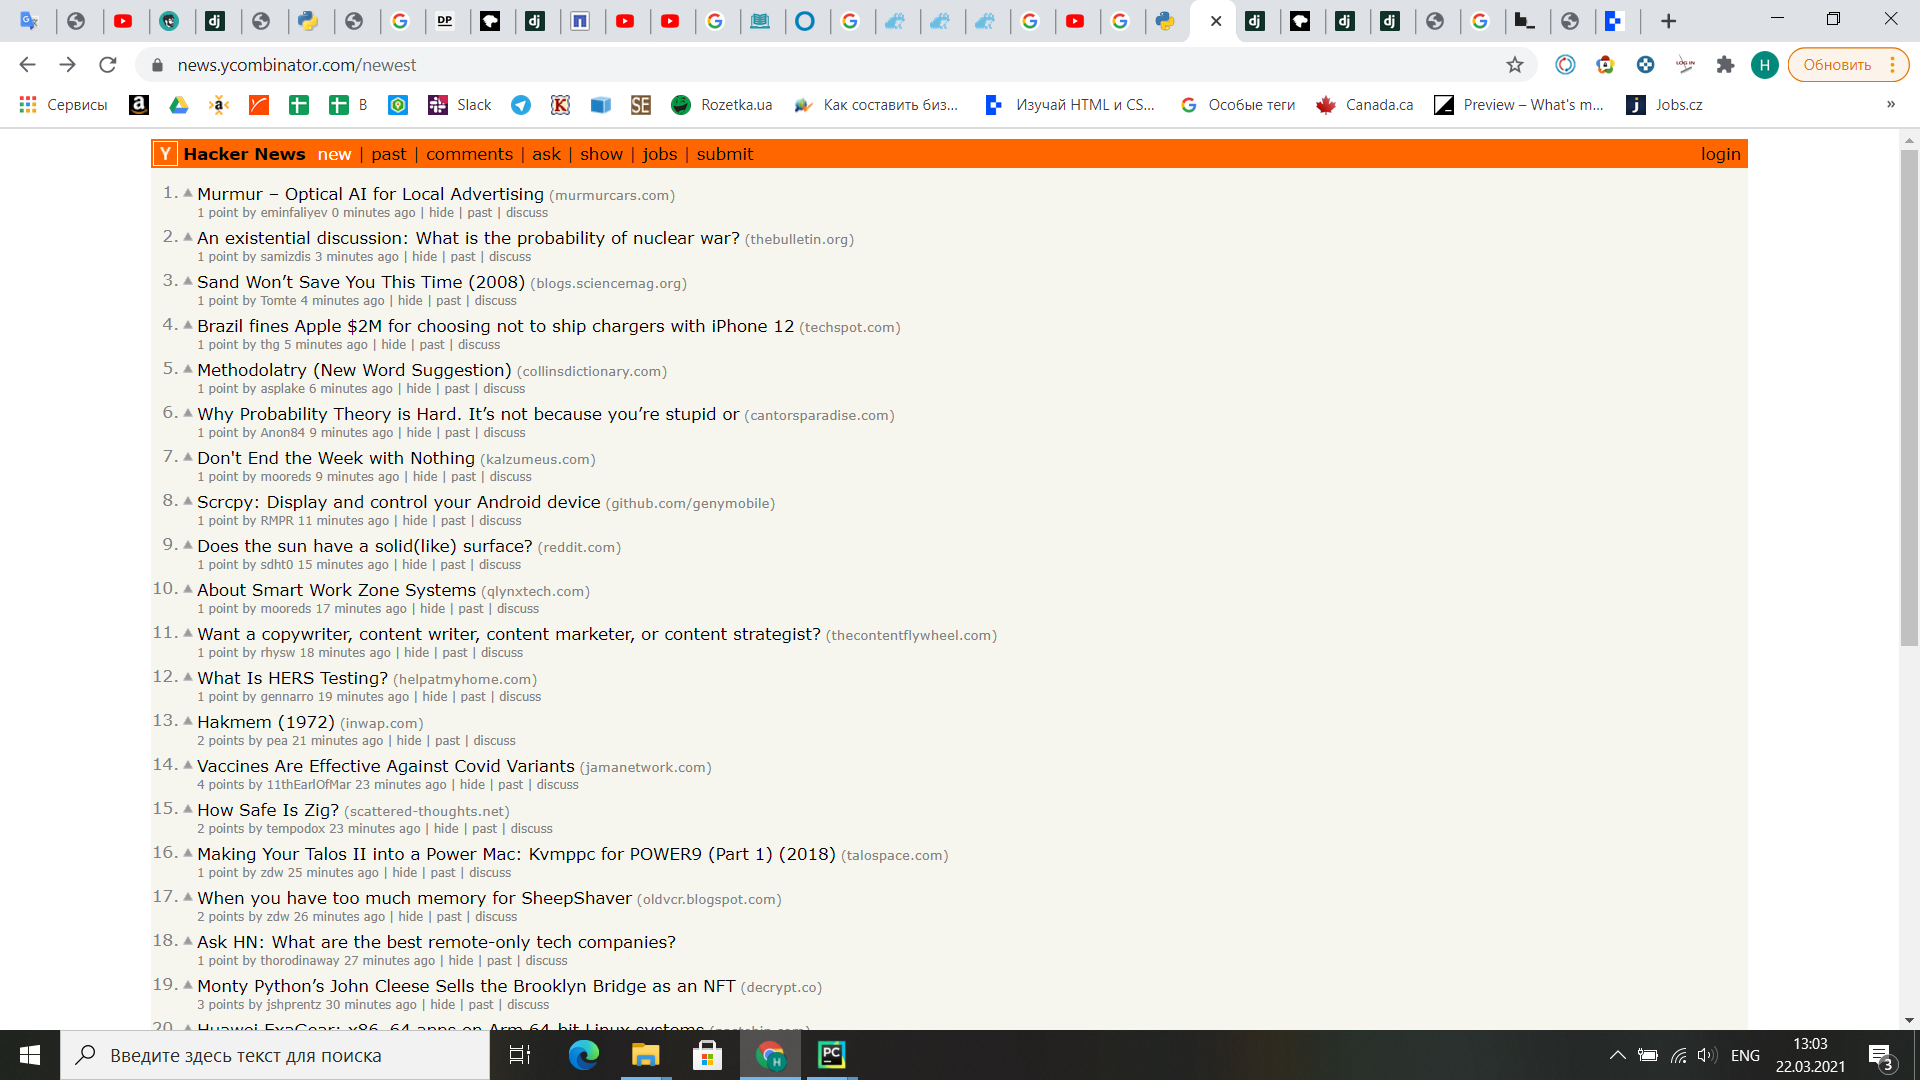 news.ycombinator.com/newest
H
Обновить
Сервисы
B
Slack
SE
Rozetka.ua
Как составить биз...
Изучай HTML и CS...
Особые теги
Canada.ca
Preview – What's m...
Jobs.cz
»
Y Hacker News new | past | comments | ask | show | jobs | submit login
1. Murmur – Optical AI for Local Advertising (murmurcars.com)
1 point by eminfaliyev 0 minutes ago | hide | past | discuss
2. An existential discussion: What is the probability of nuclear war? (thebulletin.org)
1 point by samizdis 3 minutes ago | hide | past | discuss
3. Sand Won’t Save You This Time (2008) (blogs.sciencemag.org)
1 point by Tomte 4 minutes ago | hide | past | discuss
4. Brazil fines Apple $2M for choosing not to ship chargers with iPhone 12 (techspot.com)
1 point by thg 5 minutes ago | hide | past | discuss
5. Methodolatry (New Word Suggestion) (collinsdictionary.com)
1 point by asplake 6 minutes ago | hide | past | discuss
6. Why Probability Theory is Hard. It’s not because you’re stupid or (cantorsparadise.com)
1 point by Anon84 9 minutes ago | hide | past | discuss
7. Don't End the Week with Nothing (kalzumeus.com)
1 point by mooreds 9 minutes ago | hide | past | discuss
8. Scrcpy: Display and control your Android device (github.com/genymobile)
1 point by RMPR 11 minutes ago | hide | past | discuss
9. Does the sun have a solid(like) surface? (reddit.com)
1 point by sdht0 15 minutes ago | hide | past | discuss
10. About Smart Work Zone Systems (qlynxtech.com)
1 point by mooreds 17 minutes ago | hide | past | discuss
11. Want a copywriter, content writer, content marketer, or content strategist? (thecontentflywheel.com)
1 point by rhysw 18 minutes ago | hide | past | discuss
12. What Is HERS Testing? (helpatmyhome.com)
1 point by gennarro 19 minutes ago | hide | past | discuss
13. Hakmem (1972) (inwap.com)
2 points by pea 21 minutes ago | hide | past | discuss
14. Vaccines Are Effective Against Covid Variants (jamanetwork.com)
4 points by 11thEarlOfMar 23 minutes ago | hide | past | discuss
15. How Safe Is Zig? (scattered-thoughts.net)
2 points by tempodox 23 minutes ago | hide | past | discuss
16. Making Your Talos II into a Power Mac: Kvmppc for POWER9 (Part 1) (2018) (talospace.com)
1 point by zdw 25 minutes ago | hide | past | discuss
17. When you have too much memory for SheepShaver (oldvcr.blogspot.com)
2 points by zdw 26 minutes ago | hide | past | discuss
18. Ask HN: What are the best remote-only tech companies?
1 point by thorodinaway 27 minutes ago | hide | past | discuss
19. Monty Python’s John Cleese Sells the Brooklyn Bridge as an NFT (decrypt.co)
3 points by jshprentz 30 minutes ago | hide | past | discuss
20. Huawei ExaGear: x86_64 apps on Arm 64-bit Linux systems
Введите здесь текст для поиска
ENG
13:03
22.03.2021
3